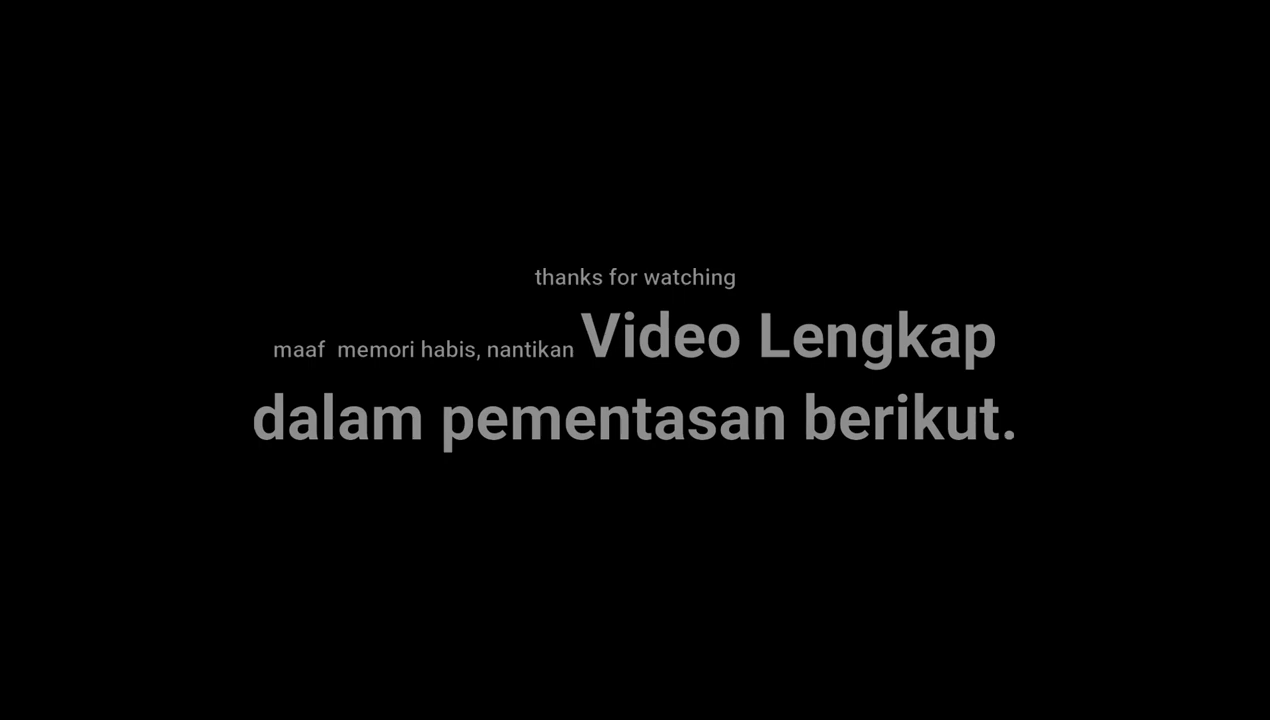 thanks for watching
maaf  memori habis, nantikan Video Lengkap
dalam pementasan berikut.